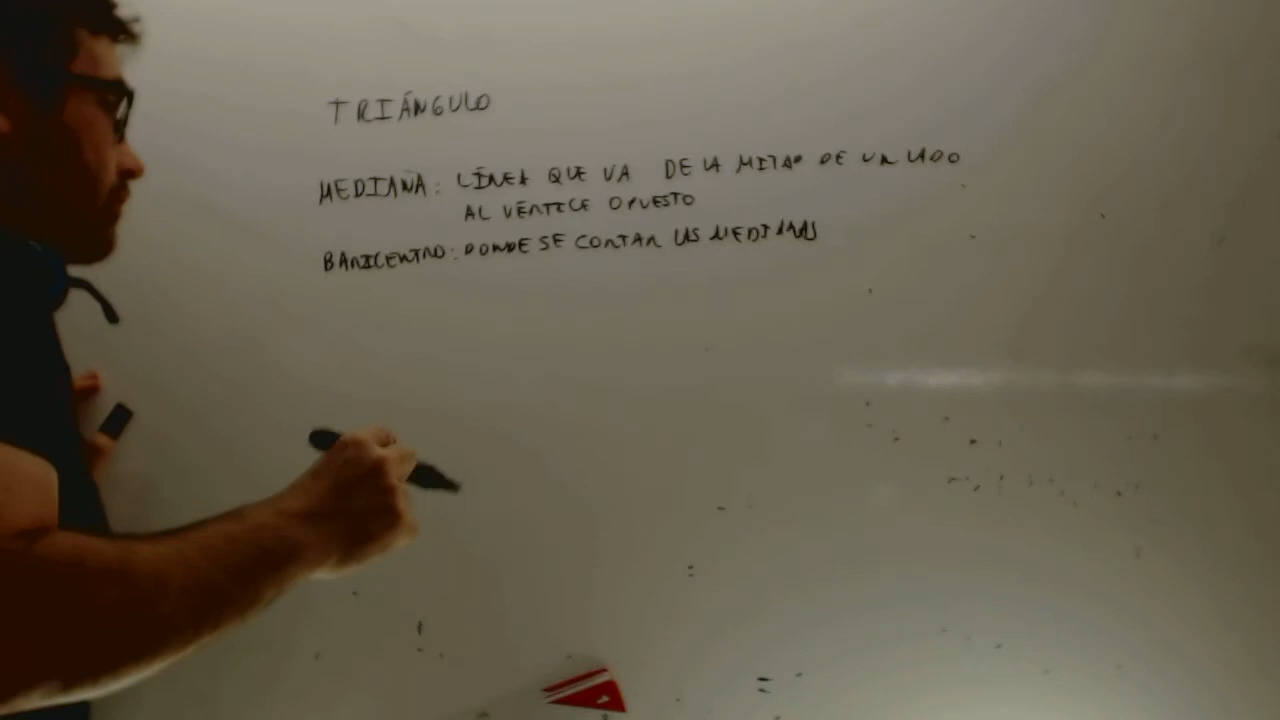 TRIÁNGULO
MEDIANA: LÍNEA QUE VA DE LA MITAD DE UN LADO
AL VÉRTICE OPUESTO
BARICENTRO: DONDE SE CORTAN LAS MEDIANAS